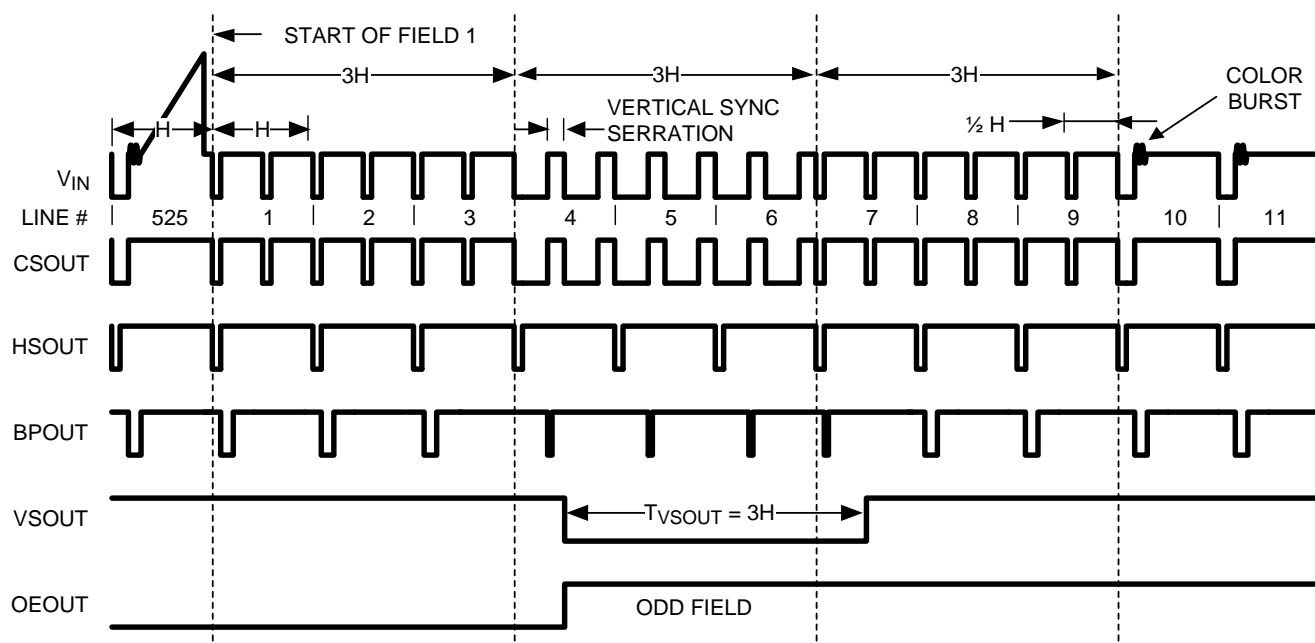 START OF FIELD 1
3H 3H 3H
COLOR
BURST
VERTICAL SYNC
SERRATION
H H ½ H
VIN
LINE # 525 1 2 3 4 5 6 7 8 9 10 11
CSOUT
HSOUT
BPOUT
VSOUT TVSOUT = 3H
OEOUT ODD FIELD